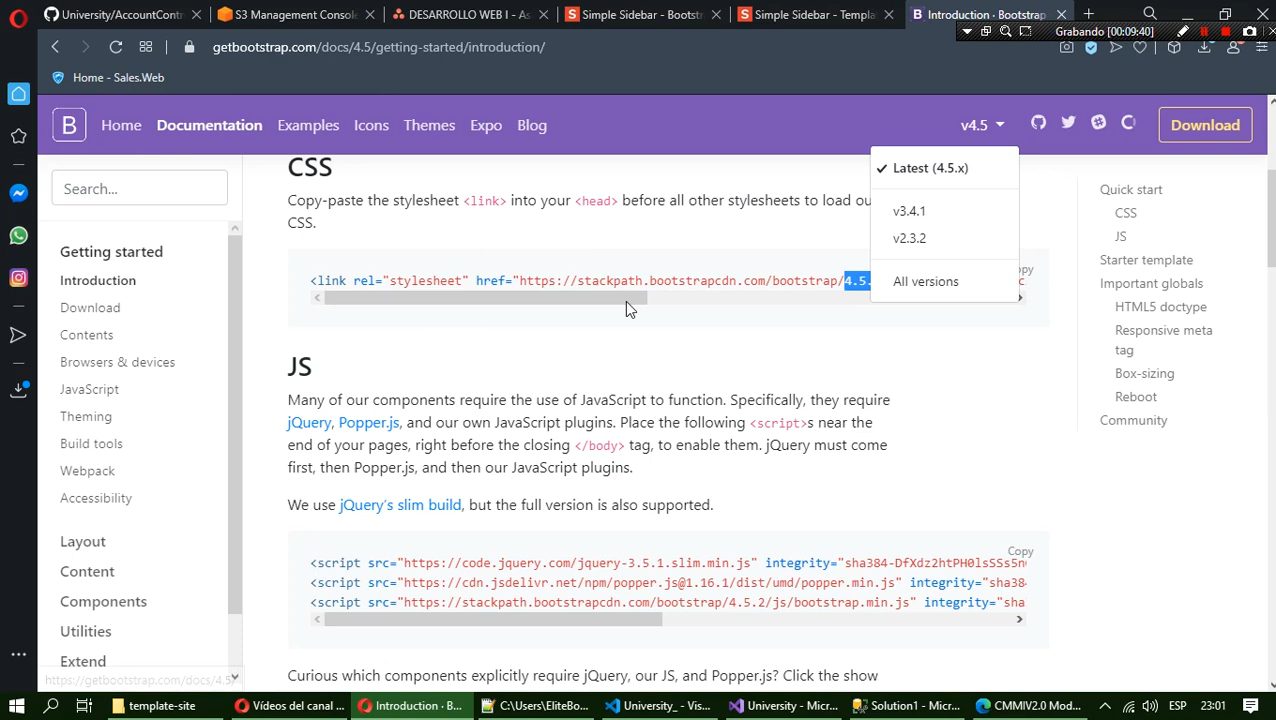 University/AccountContr
S3 Management Consol
DESARROLLO WEB I - As
Simple Sidebar - Bootst
Simple Sidebar - Templa
Introduction · Bootstrap
Grabando [00:09:40]
getbootstrap.com/docs/4.5/getting-started/introduction/
Home - Sales.Web
B
Home
Documentation
Examples
Icons
Themes
Expo
Blog
v4.5
Download
Latest (4.5.x)
v3.4.1
v2.3.2
All versions
Search...
Getting started
Introduction
Download
Contents
Browsers & devices
JavaScript
Theming
Build tools
Webpack
Accessibility
Layout
Content
Components
Utilities
Extend
https://getbootstrap.com/docs/4.5/
CSS
Copy-paste the stylesheet <link> into your <head> before all other stylesheets to load ou
CSS.
opy
<link rel="stylesheet" href="https://stackpath.bootstrapcdn.com/bootstrap/4.5.
JS
Many of our components require the use of JavaScript to function. Specifically, they require
jQuery, Popper.js, and our own JavaScript plugins. Place the following <script>s near the
end of your pages, right before the closing </body> tag, to enable them. jQuery must come
first, then Popper.js, and then our JavaScript plugins.
We use jQuery's slim build, but the full version is also supported.
Copy
<script src="https://code.jquery.com/jquery-3.5.1.slim.min.js" integrity="sha384-DfXdz2htPH0lsSSs5n
<script src="https://cdn.jsdelivr.net/npm/popper.js@1.16.1/dist/umd/popper.min.js" integrity="sha38
<script src="https://stackpath.bootstrapcdn.com/bootstrap/4.5.2/js/bootstrap.min.js" integrity="sha
Curious which components explicitly require jQuery, our JS, and Popper.js? Click the show
Quick start
CSS
JS
Starter template
Important globals
HTML5 doctype
Responsive meta
tag
Box-sizing
Reboot
Community
template-site
Vídeos del canal ...
Introduction · B...
C:\Users\EliteBo...
University_ - Vis...
University - Micr...
Solution1 - Micr...
CMMIV2.0 Mod...
ESP
23:01